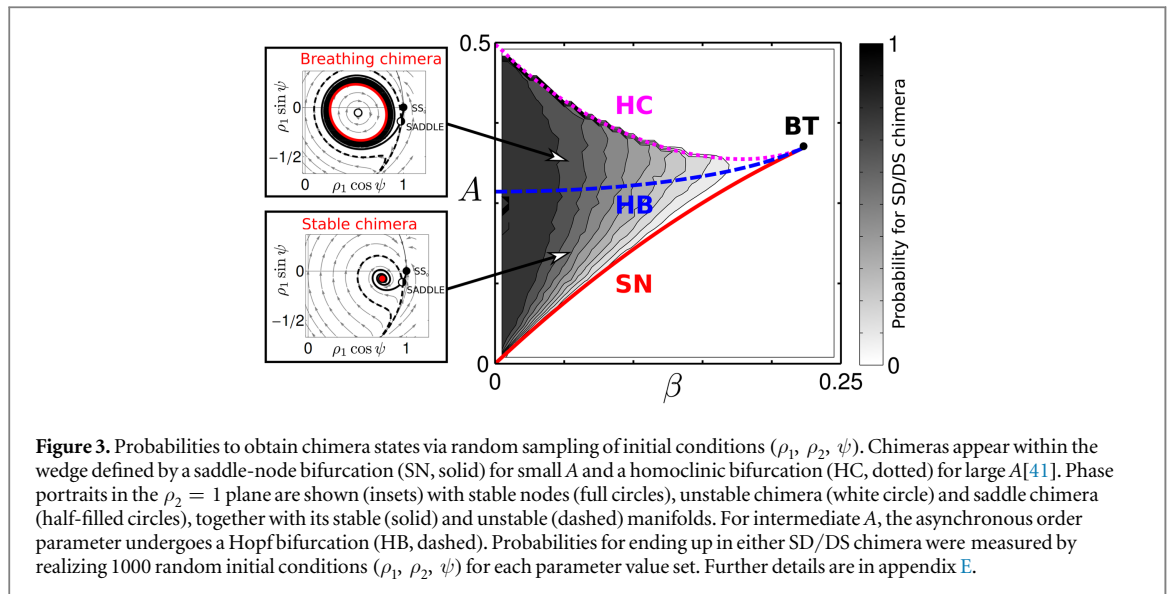 Breathing chimera
ρ₁ sin ψ
0
−1/2
SS₀
SADDLE
0
1
ρ₁ cos ψ
Stable chimera
ρ₁ sin ψ
0
−1/2
SS₀
SADDLE
0
1
ρ₁ cos ψ
0.5
A
0
0
β
0.25
HC
BT
HB
SN
1
0
Probability for SD/DS chimera
Figure 3. Probabilities to obtain chimera states via random sampling of initial conditions (ρ₁, ρ₂, ψ). Chimeras appear within the
wedge defined by a saddle-node bifurcation (SN, solid) for small A and a homoclinic bifurcation (HC, dotted) for large A[41]. Phase
portraits in the ρ₂ = 1 plane are shown (insets) with stable nodes (full circles), unstable chimera (white circle) and saddle chimera
(half-filled circles), together with its stable (solid) and unstable (dashed) manifolds. For intermediate A, the asynchronous order
parameter undergoes a Hopf bifurcation (HB, dashed). Probabilities for ending up in either SD/DS chimera were measured by
realizing 1000 random initial conditions (ρ₁, ρ₂, ψ) for each parameter value set. Further details are in appendix E.